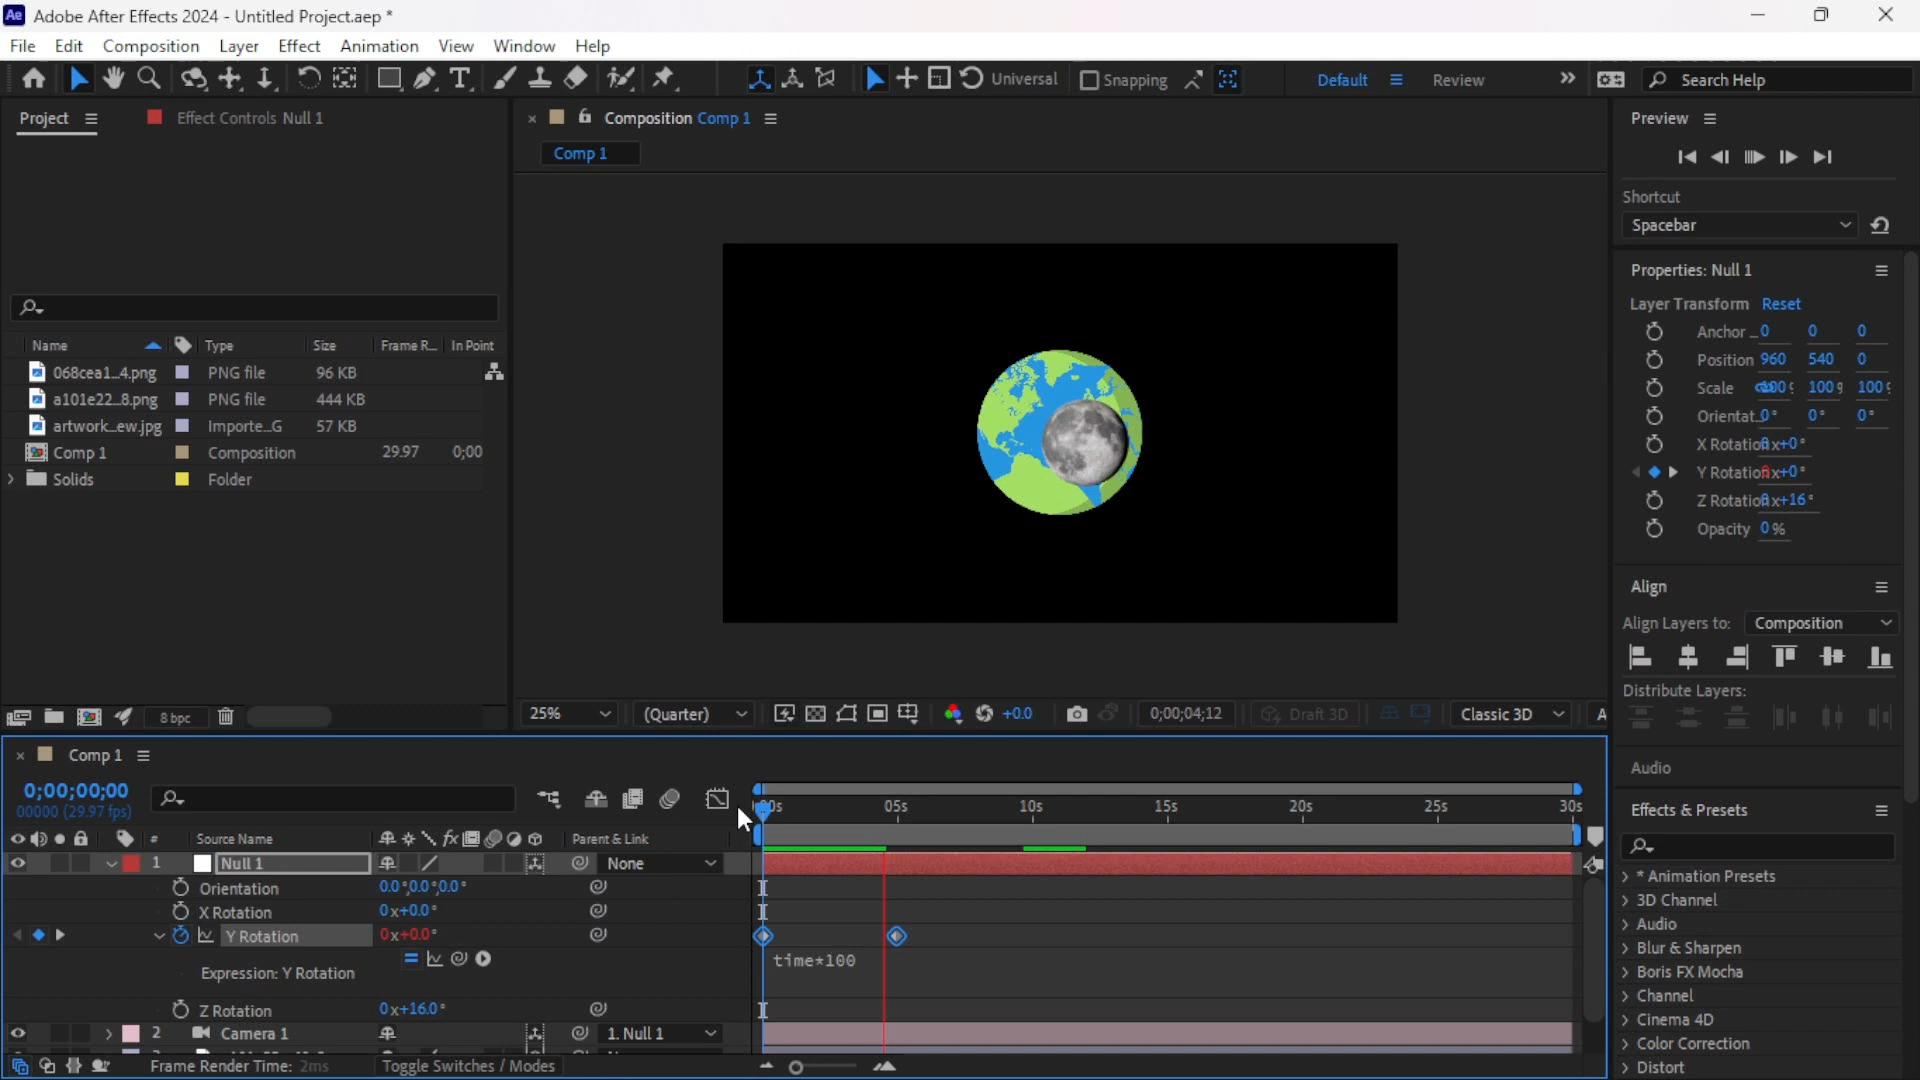 Ae Adobe After Effects 2024 - Untitled Project.aep *
File Edit Composition Layer Effect Animation View Window Help
Universal Snapping Default Review Search Help
Project Effect Controls Null 1
Composition Comp 1
Comp 1
Preview
Shortcut
Spacebar
Properties: Null 1
Layer Transform Reset
Anchor 0 0 0
Position 960 540 0
Scale 100 100 100
Orientat... 0° 0° 0°
X Rotation x+0°
Y Rotation x+0°
Z Rotation x+16°
Opacity 0%
Align
Align Layers to: Composition
Distribute Layers:
Audio
Effects & Presets
* Animation Presets
3D Channel
Audio
Blur & Sharpen
Boris FX Mocha
Channel
Cinema 4D
Color Correction
Distort
Name Type Size Frame R... In Point
068cea1...4.png PNG file 96 KB
a101e22...8.png PNG file 444 KB
artwork...ew.jpg Importe...G 57 KB
Comp 1 Composition 29.97 0;00
Solids Folder
8 bpc
25% (Quarter) +0.0 0;00;04;12 Draft 3D Classic 3D
Comp 1
0;00;00;00
00000 (29.97 fps)
05s 10s 15s 20s 25s 30s
# Source Name fx Parent & Link
1 Null 1 None
Orientation 0.0°,0.0°,0.0°
X Rotation 0x+0.0°
Y Rotation 0x+0.0°
Expression: Y Rotation time*100
Z Rotation 0x+16.0°
2 Camera 1 1. Null 1
Frame Render Time: 2ms Toggle Switches / Modes